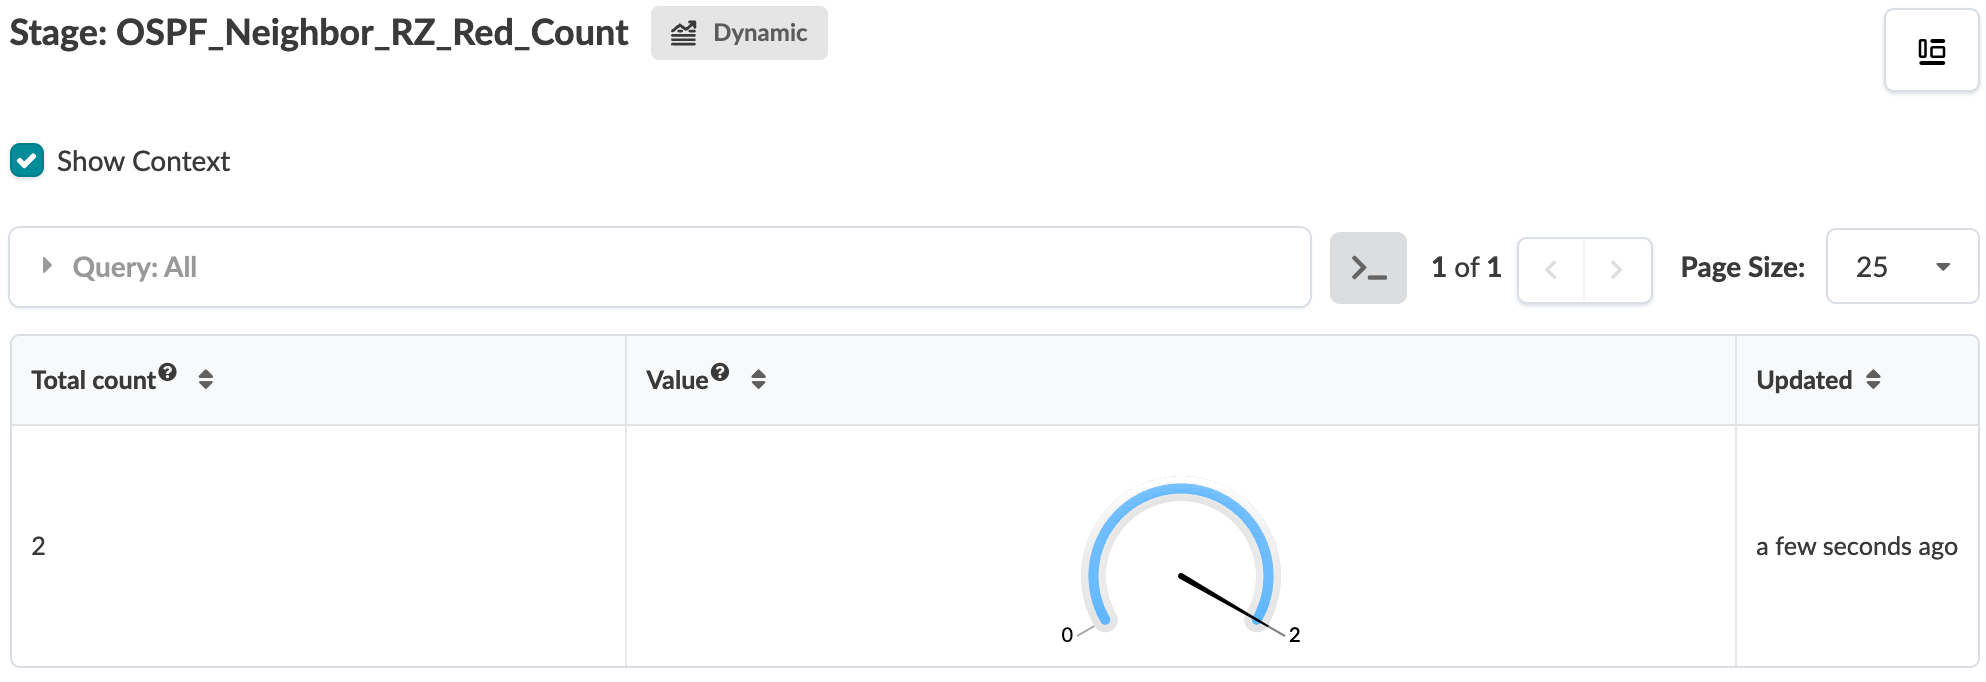 Stage: OSPF_Neighbor_RZ_Red_Count Dynamic
Show Context
Query: All 1 of 1 Page Size: 25
Total count Value Updated
2 a few seconds ago
0 2